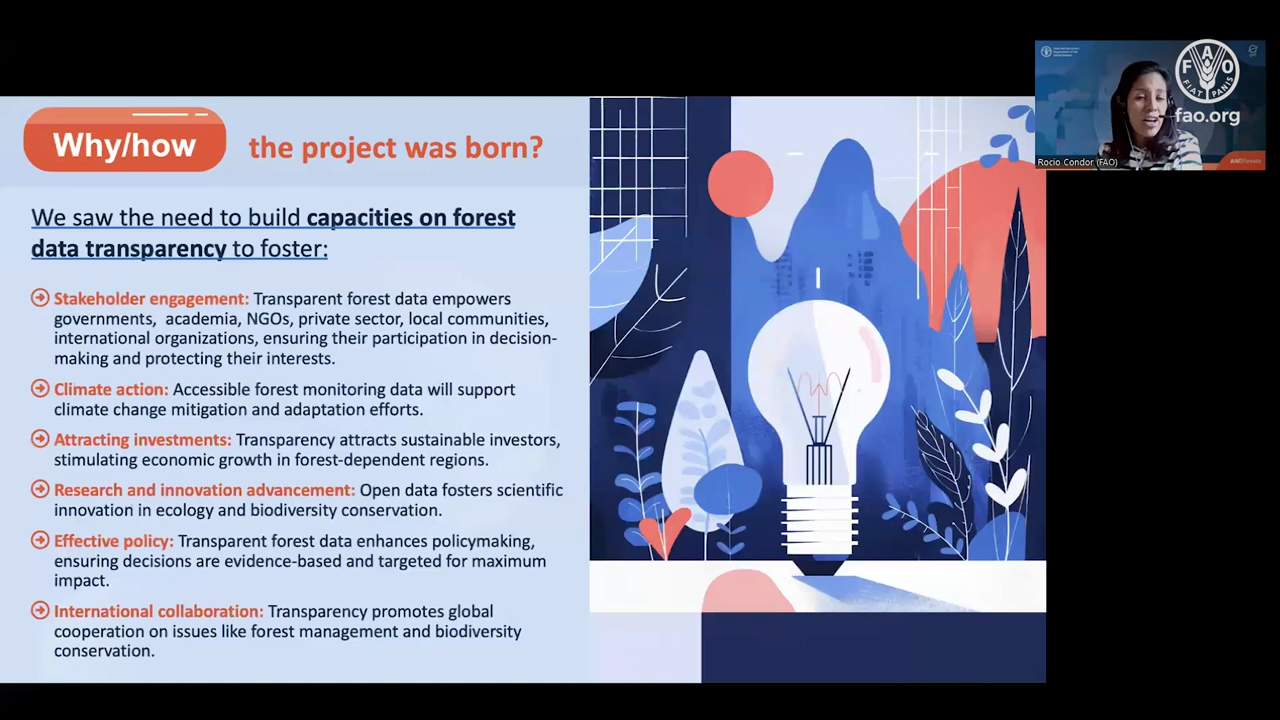 Why/how the project was born?
We saw the need to build capacities on forest
data transparency to foster:
Stakeholder engagement: Transparent forest data empowers
governments, academia, NGOs, private sector, local communities,
international organizations, ensuring their participation in decision-
making and protecting their interests.
Climate action: Accessible forest monitoring data will support
climate change mitigation and adaptation efforts.
Attracting investments: Transparency attracts sustainable investors,
stimulating economic growth in forest-dependent regions.
Research and innovation advancement: Open data fosters scientific
innovation in ecology and biodiversity conservation.
Effective policy: Transparent forest data enhances policymaking,
ensuring decisions are evidence-based and targeted for maximum
impact.
International collaboration: Transparency promotes global
cooperation on issues like forest management and biodiversity
conservation.
FAO
FIAT PANIS
fao.org
Rocio Condor (FAO)